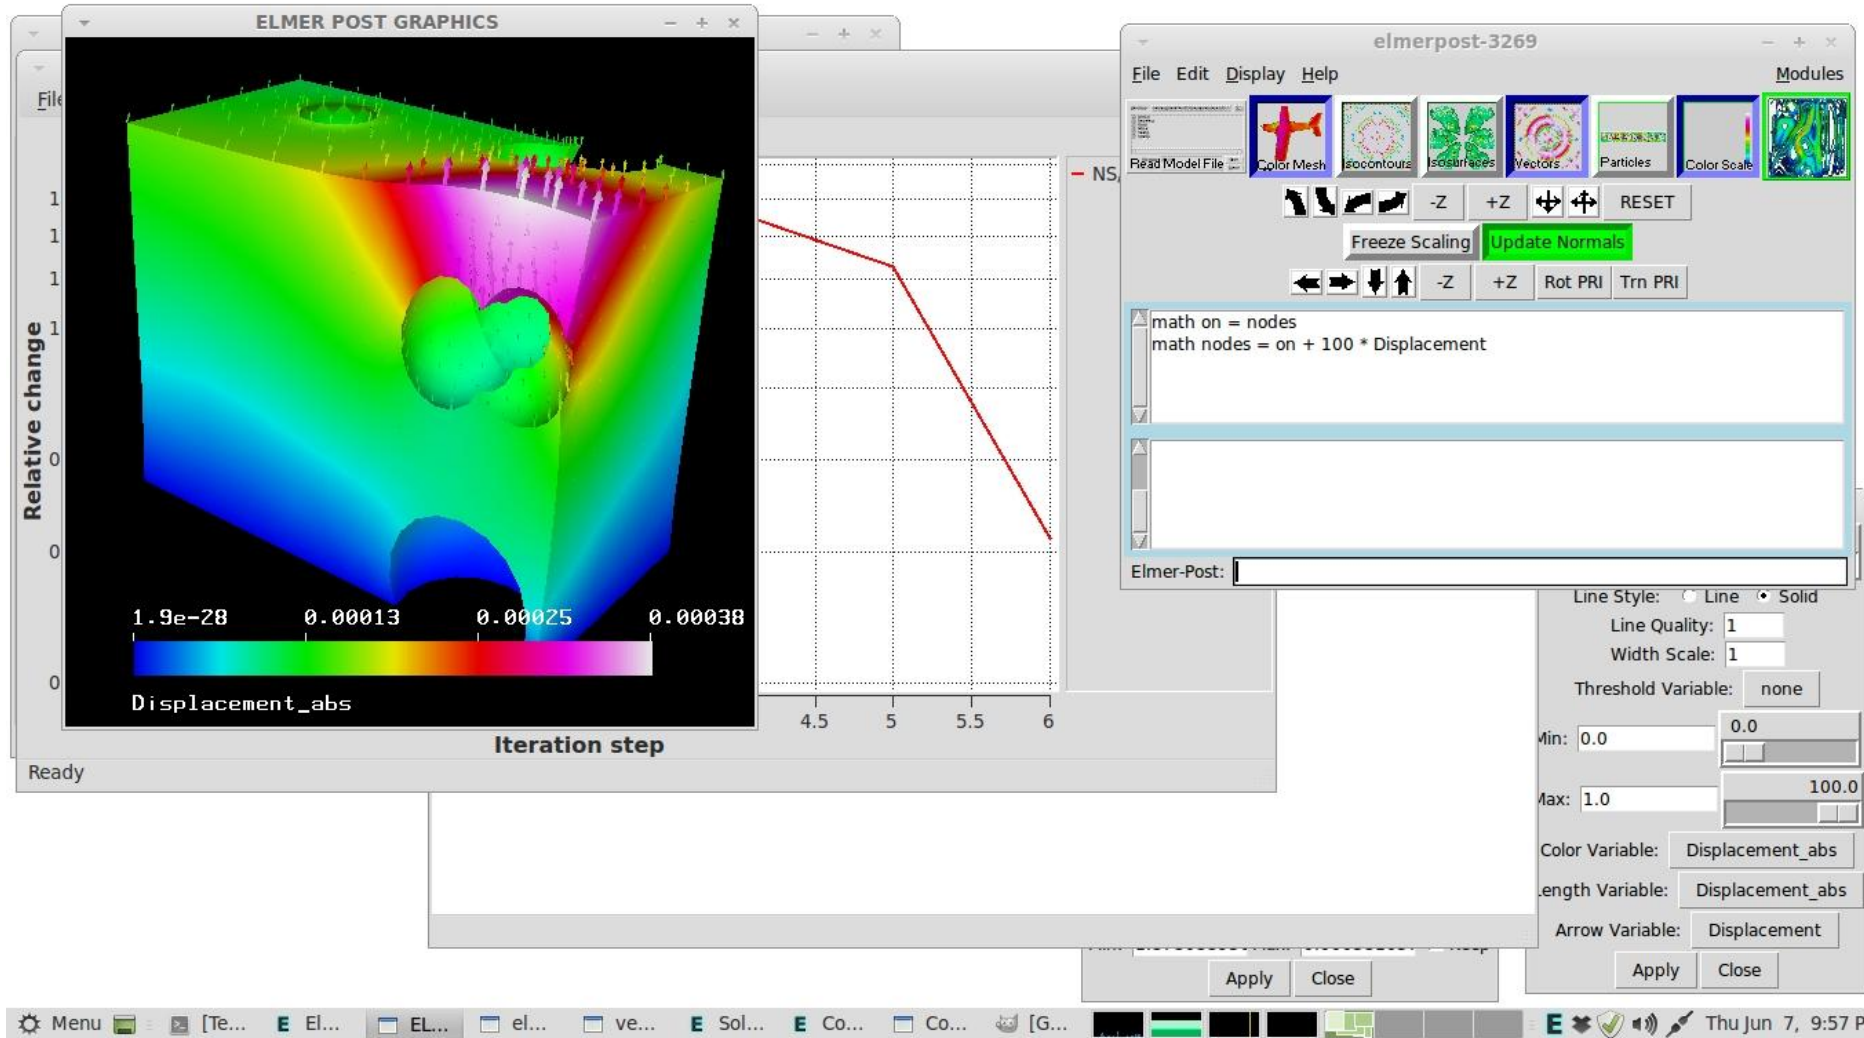 ELMER POST GRAPHICS
1.9e-28 0.00013 0.00025 0.00038
Displacement_abs
Relative change
1
1
1
1
0
0
0
NS
4.5 5 5.5 6
Iteration step
Ready
elmerpost-3269
File Edit Display Help Modules
Read Model File Color Mesh Isocontours Isosurfaces Vectors Particles Color Scale
-Z +Z RESET
Freeze Scaling Update Normals
-Z +Z Rot PRI Trn PRI
math on = nodes
math nodes = on + 100 * Displacement
Elmer-Post:
Line Style: Line Solid
Line Quality: 1
Width Scale: 1
Threshold Variable: none
Min: 0.0 0.0
Max: 1.0 100.0
Color Variable: Displacement_abs
Length Variable: Displacement_abs
Arrow Variable: Displacement
Apply Close
Apply Close
Menu [Te... E El... EL... el... ve... E Sol... E Co... Co... [G... E Thu Jun 7, 9:57 P